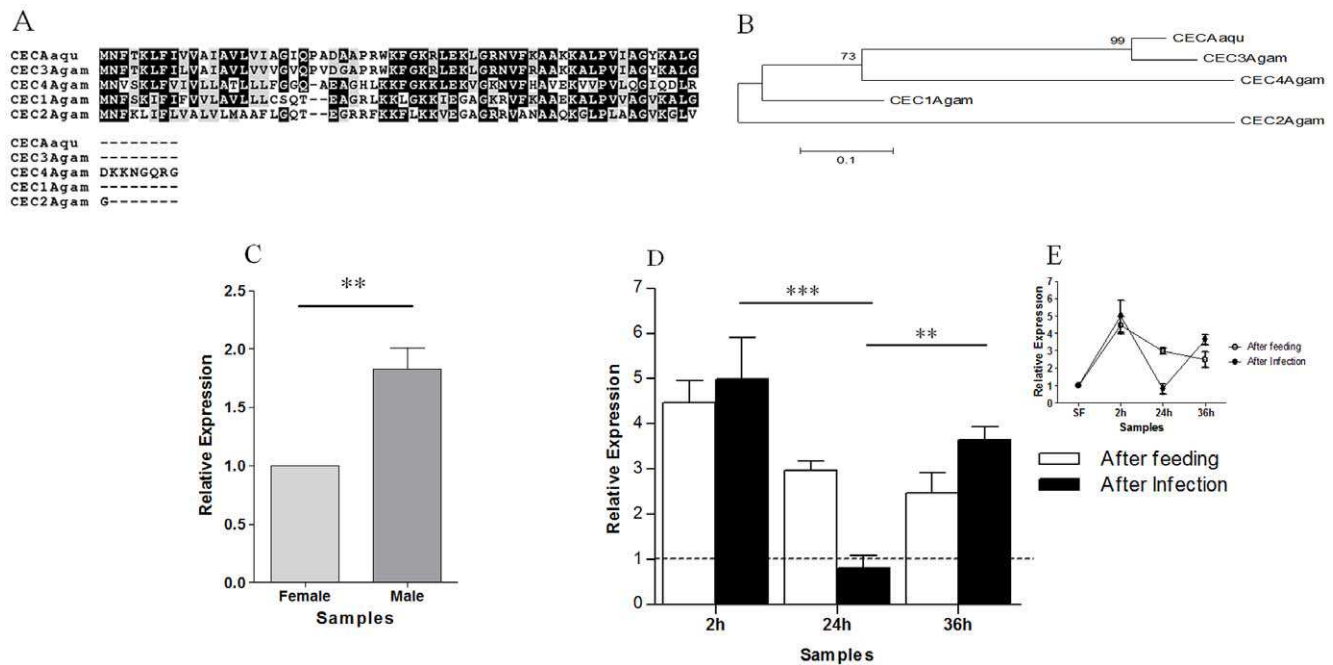 A
CECAaqu MNFTKLFIVVAIAVLVIAGIQPADAAPRWKFGKRLEKLGRNVFKAAKKALPVIAGYKALG
CEC3Agam MNFTKLFILVAIAVLVVVGVQPVDGAPRWKFGKRLEKLGRNVFRAAKKALPVIAGYKALG
CEC4Agam MNVSKLFVIVLLATLLLFGGQ-AEAGHLKKFGKKLEKVGKNVFHAVEKVVPVLQGIQDLR
CEC1Agam MNFSKIFIFVVLAVLLLCSQT--EAGRLKKLGKKIEGAGKRVFKAAEKALPVVAGVKALG
CEC2Agam MNFKLIFLVALVLMAAFLGQT--EGRRFKKFLKKVEGAGRRVANAAQKGLPLAAGVKGLV
CECAaqu --------
CEC3Agam --------
CEC4Agam DKKNGQRG
CEC1Agam --------
CEC2Agam G-------
B
CECAaqu
99
CEC3Agam
73
CEC4Agam
CEC1Agam
CEC2Agam
0.1
C
**
2.5
2.0
1.5
1.0
0.5
0.0
Relative Expression
Female Male
Samples
D
***
**
7
6
5
4
3
2
1
0
Relative Expression
2h 24h 36h
Samples
After feeding
After Infection
E
7
6
5
4
3
2
1
0
Relative Expression
SF 2h 24h 36h
Samples
After feeding
After Infection